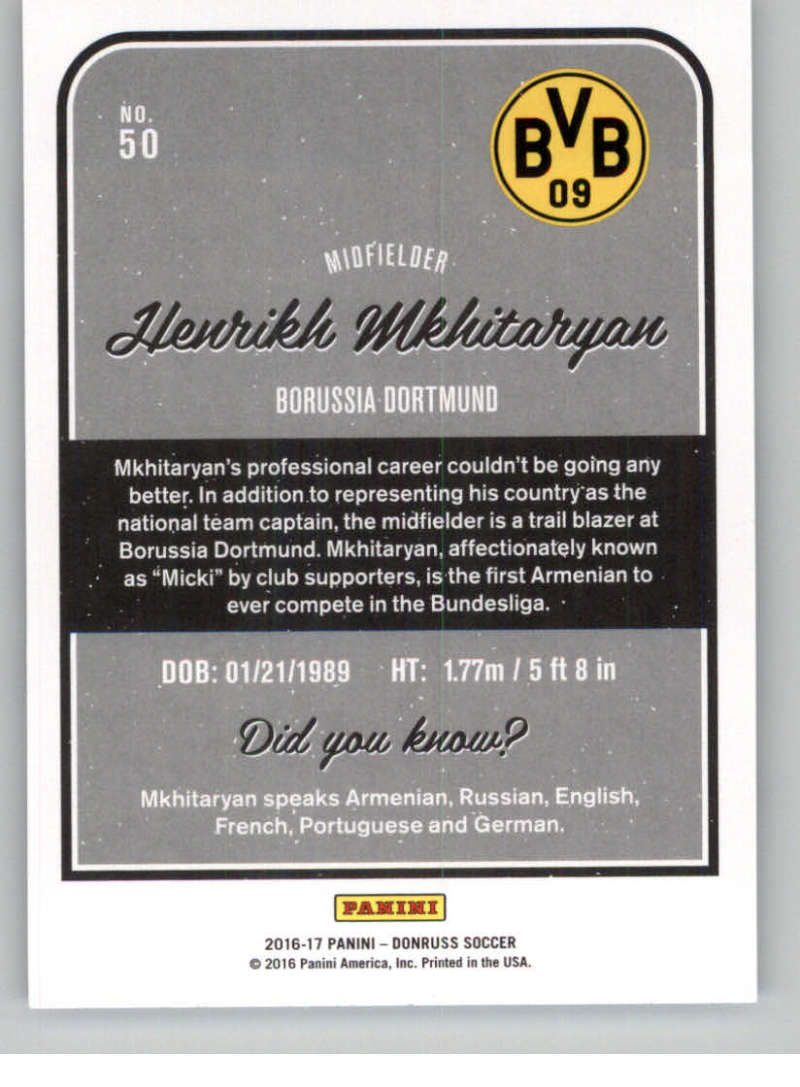 NO.
50
BVB
09
MIDFIELDER
Henrikh Mkhitaryan
BORUSSIA DORTMUND
Mkhitaryan's professional career couldn't be going any
better. In addition to representing his country as the
national team captain, the midfielder is a trail blazer at
Borussia Dortmund. Mkhitaryan, affectionately known
as “Micki” by club supporters, is the first Armenian to
ever compete in the Bundesliga.
DOB: 01/21/1989 HT: 1.77m / 5 ft 8 in
Did you know?
Mkhitaryan speaks Armenian, Russian, English,
French, Portuguese and German.
PANINI
2016-17 PANINI – DONRUSS SOCCER
© 2016 Panini America, Inc. Printed in the USA.